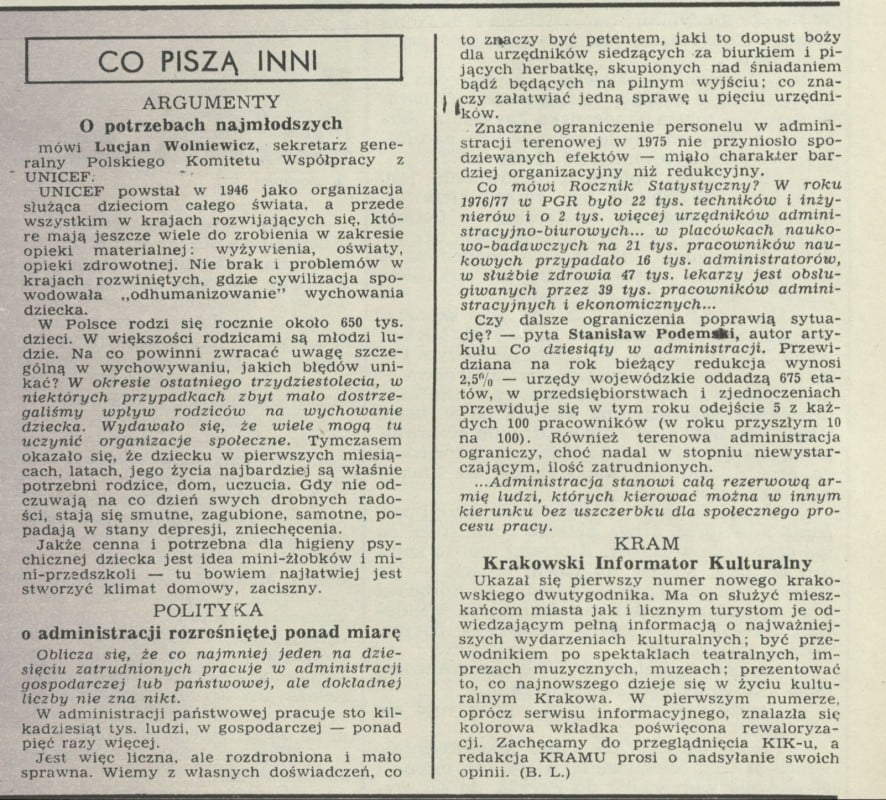 CO PISZĄ INNI
ARGUMENTY
O potrzebach najmłodszych
mówi Lucjan Wolniewicz, sekretarz gene-
ralny Polskiego Komitetu Współpracy z
UNICEF.
UNICEF powstał w 1946 jako organizacja
służąca dzieciom całego świata, a przede
wszystkim w krajach rozwijających się, któ-
re mają jeszcze wiele do zrobienia w zakresie
opieki materialnej: wyżywienia, oświaty,
opieki zdrowotnej. Nie brak i problemów w
krajach rozwiniętych, gdzie cywilizacja spo-
wodowała „odhumanizowanie" wychowania
dziecka.
W Polsce rodzi się rocznie około 650 tys.
dzieci. W większości rodzicami są młodzi lu-
dzie. Na co powinni zwracać uwagę szcze-
gólną w wychowywaniu, jakich błędów uni-
kać? W okresie ostatniego trzydziestolecia, w
niektórych przypadkach zbyt mało dostrze-
galiśmy wpływ rodziców na wychowanie
dziecka. Wydawało się, że wiele mogą tu
uczynić organizacje społeczne. Tymczasem
okazało się, że dziecku w pierwszych miesią-
cach, latach, jego życia najbardziej są właśnie
potrzebni rodzice, dom, uczucia. Gdy nie od-
czuwają na co dzień swych drobnych rado-
ści, stają się smutne, zagubione, samotne, po-
padają w stany depresji, zniechęcenia.
Jakże cenna i potrzebna dla higieny psy-
chicznej dziecka jest idea mini-żłobków i mi-
ni-przedszkoli — tu bowiem najłatwiej jest
stworzyć klimat domowy, zaciszny.
POLITYKA
o administracji rozrośniętej ponad miarę
Oblicza się, że co najmniej jeden na dzie-
sięciu zatrudnionych pracuje w administracji
gospodarczej lub państwowej, ale dokładnej
liczby nie zna nikt.
W administracji państwowej pracuje sto kil-
kadziesiąt tys. ludzi, w gospodarczej — ponad
pięć razy więcej.
Jest więc liczna, ale rozdrobniona i mało
sprawna. Wiemy z własnych doświadczeń, co
to znaczy być petentem, jaki to dopust boży
dla urzędników siedzących za biurkiem i pi-
jących herbatkę, skupionych nad śniadaniem
bądź będących na pilnym wyjściu; co zna-
czy załatwiać jedną sprawę u pięciu urzędni-
ków.
Znaczne ograniczenie personelu w admini-
stracji terenowej w 1975 nie przyniosło spo-
dziewanych efektów — miało charakter bar-
dziej organizacyjny niż redukcyjny.
Co mówi Rocznik Statystyczny? W roku
1976/77 w PGR było 22 tys. techników i inży-
nierów i o 2 tys. więcej urzędników admini-
stracyjno-biurowych... w placówkach nauko-
wo-badawczych na 21 tys. pracowników nau-
kowych przypadało 16 tys. administratorów,
w służbie zdrowia 47 tys. lekarzy jest obsłu-
giwanych przez 39 tys. pracowników admini-
stracyjnych i ekonomicznych...
Czy dalsze ograniczenia poprawią sytua-
cję? — pyta Stanisław Podemski, autor arty-
kułu Co dziesiąty w administracji. Przewi-
dziana na rok bieżący redukcja wynosi
2,5% — urzędy wojewódzkie oddadzą 675 eta-
tów, w przedsiębiorstwach i zjednoczeniach
przewiduje się w tym roku odejście 5 z każ-
dych 100 pracowników (w roku przyszłym 10
na 100). Również terenowa administracja
ograniczy, choć nadal w stopniu niewystar-
czającym, ilość zatrudnionych.
...Administracja stanowi całą rezerwową ar-
mię ludzi, których kierować można w innym
kierunku bez uszczerbku dla społecznego pro-
cesu pracy.
KRAM
Krakowski Informator Kulturalny
Ukazał się pierwszy numer nowego krako-
wskiego dwutygodnika. Ma on służyć miesz-
kańcom miasta jak i licznym turystom je od-
wiedzającym pełną informacją o najważniej-
szych wydarzeniach kulturalnych; być prze-
wodnikiem po spektaklach teatralnych, im-
prezach muzycznych, muzeach; prezentować
to, co najnowszego dzieje się w życiu kultu-
ralnym Krakowa. W pierwszym numerze,
oprócz serwisu informacyjnego, znalazła się
kolorowa wkładka poświęcona rewaloryza-
cji. Zachęcamy do przeglądnięcia KIK-u, a
redakcja KRAMU prosi o nadsyłanie swoich
opinii. (B. L.)